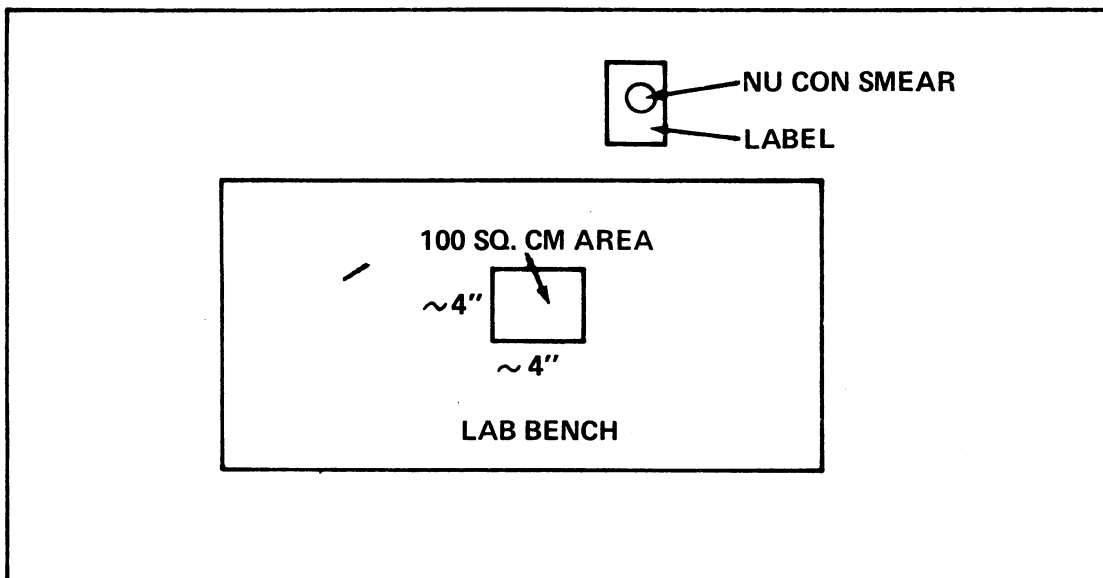 NU CON SMEAR
LABEL
100 SQ. CM AREA
~4"
~4"
LAB BENCH